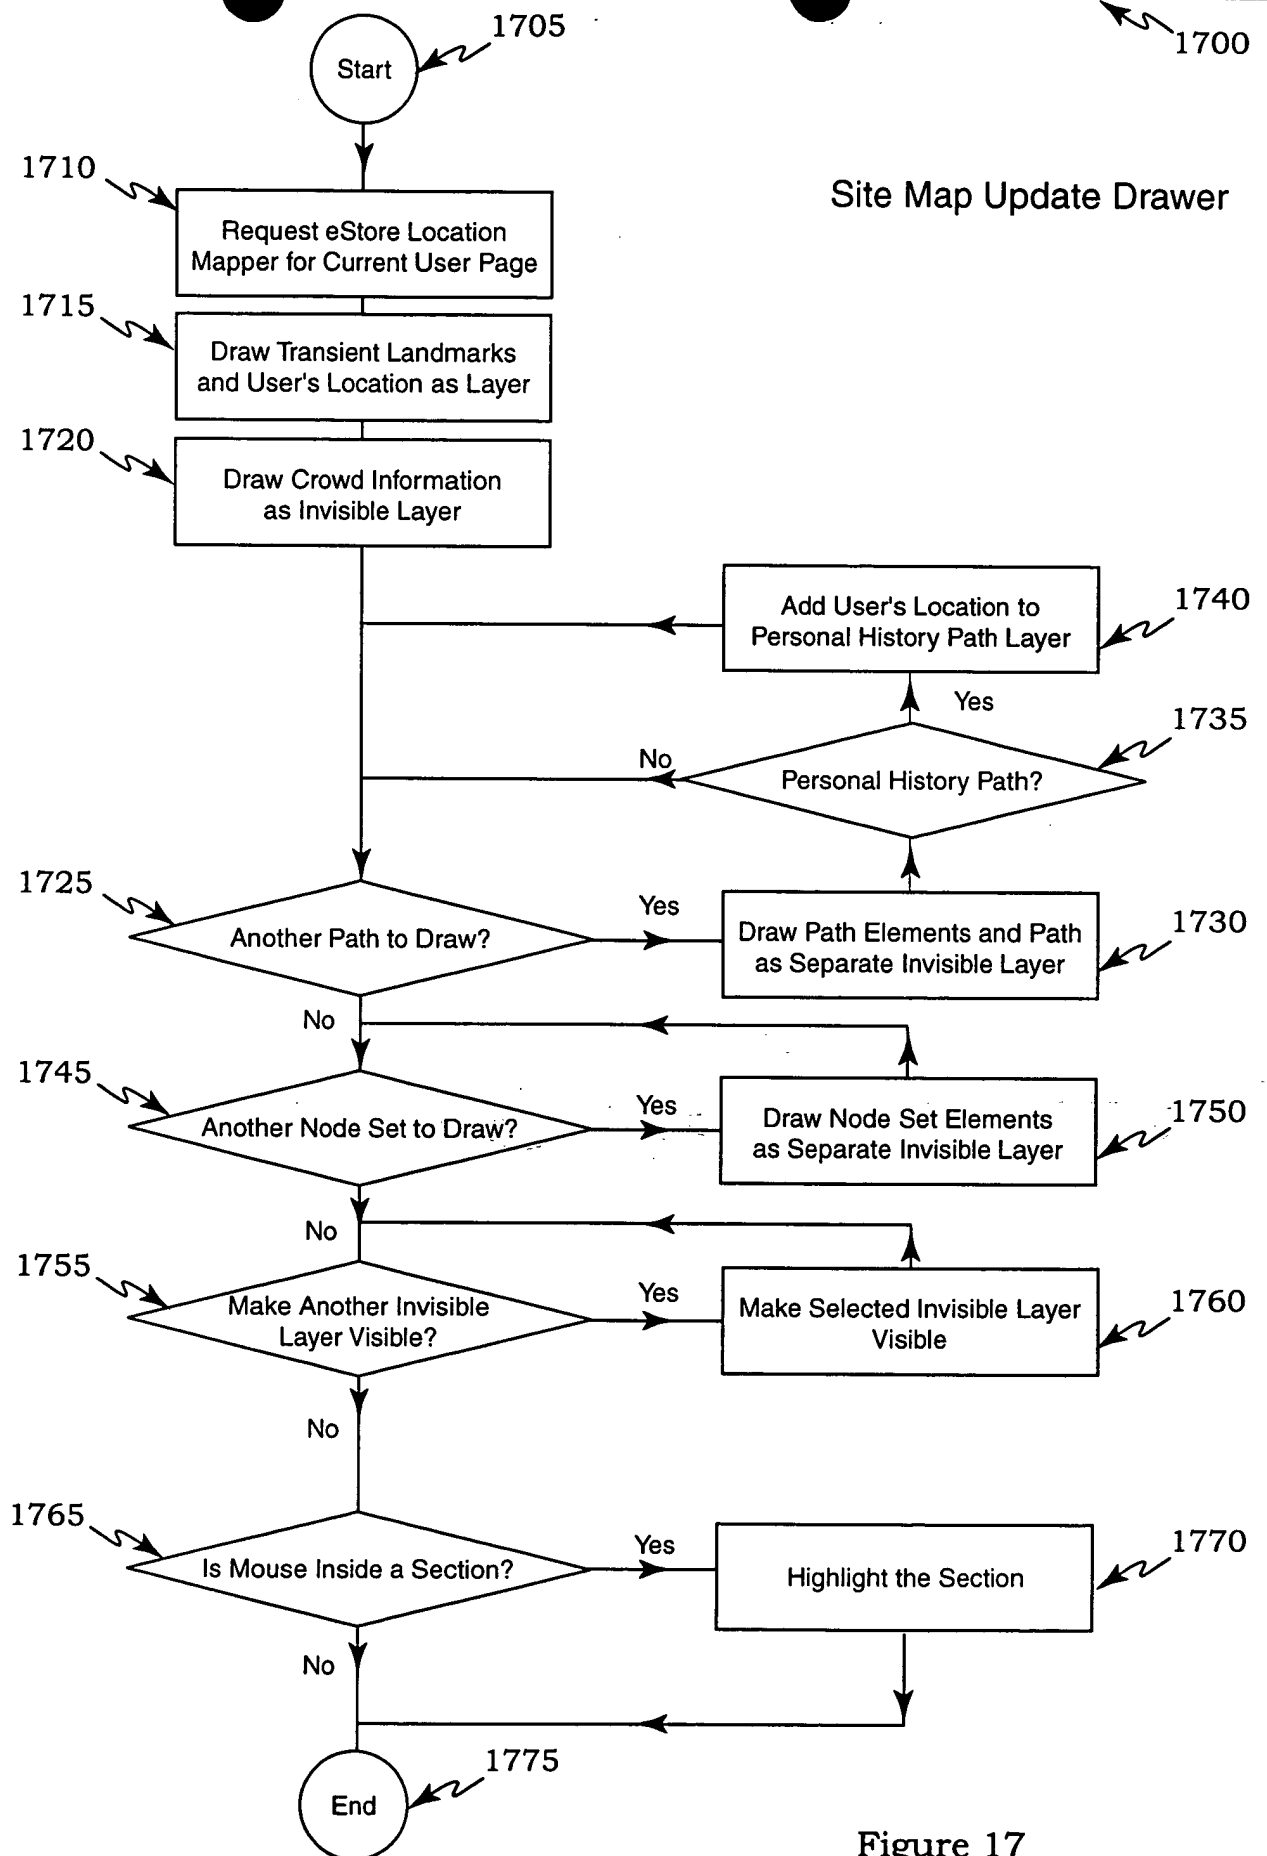 1705
1700
Start
1710
Site Map Update Drawer
Request eStore Location
Mapper for Current User Page
1715
Draw Transient Landmarks
and User's Location as Layer
1720
Draw Crowd Information
as Invisible Layer
1740
Add User's Location to
Personal History Path Layer
Yes
1735
No
Personal History Path?
1725
Yes
Another Path to Draw?
1730
Draw Path Elements and Path
as Separate Invisible Layer
No
1745
Yes
Another Node Set to Draw?
1750
Draw Node Set Elements
as Separate Invisible Layer
No
1755
Yes
Make Another Invisible
Layer Visible?
1760
Make Selected Invisible Layer
Visible
No
1765
Yes
Is Mouse Inside a Section?
1770
Highlight the Section
No
1775
End
Figure 17